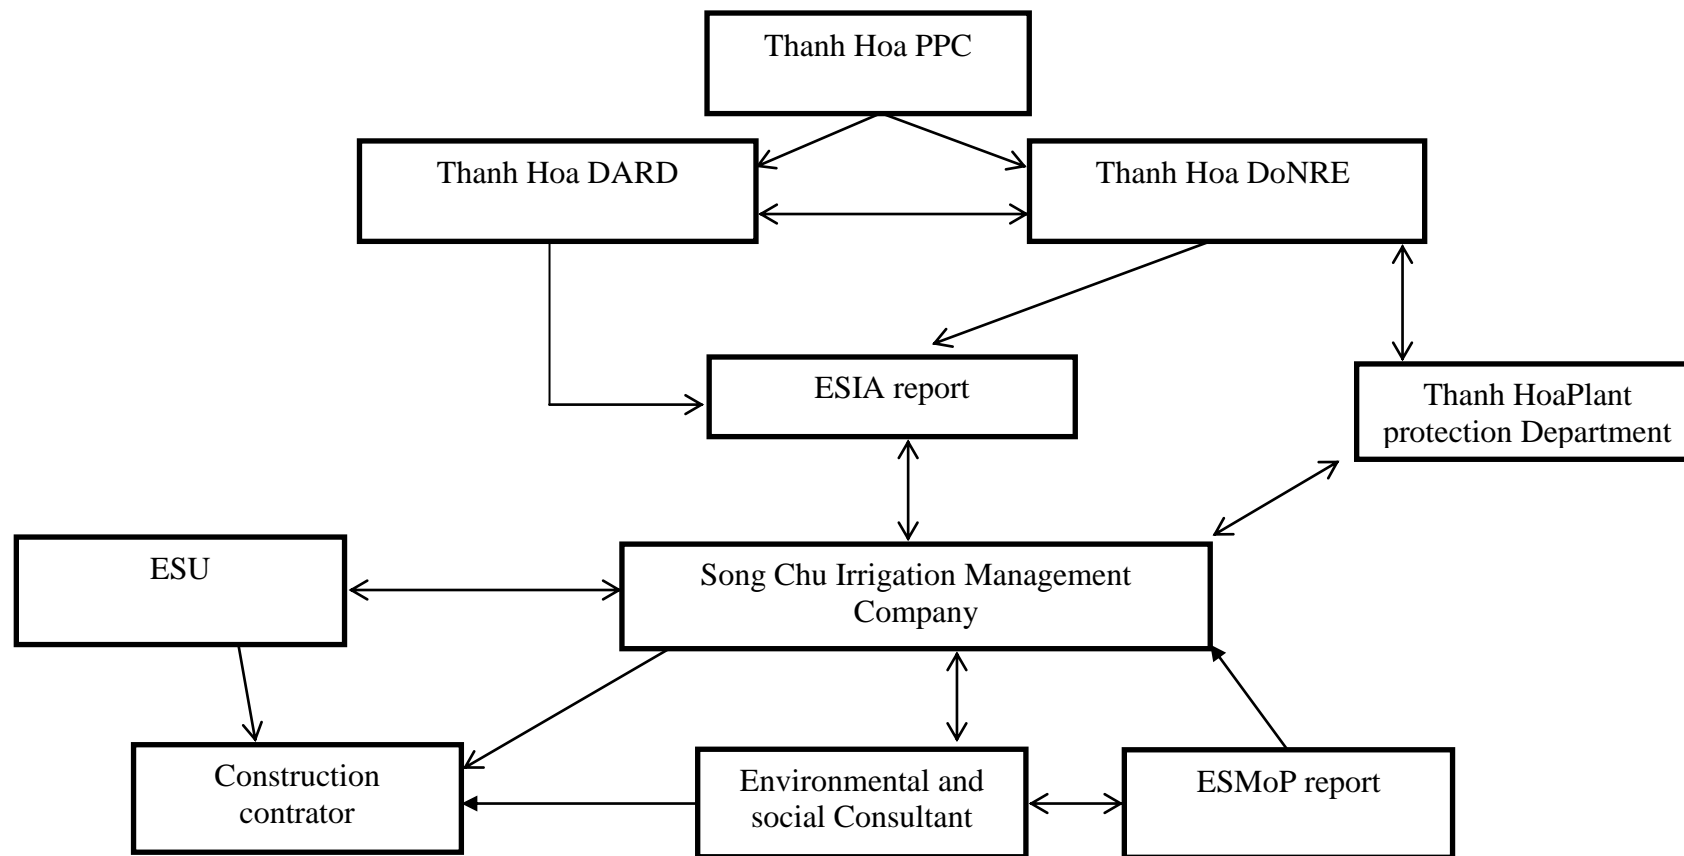 Thanh Hoa PPC
Thanh Hoa DARD
Thanh Hoa DoNRE
ESIA report
Thanh HoaPlant
protection Department
ESU
Song Chu Irrigation Management
Company
Construction
contrator
Environmental and
social Consultant
ESMoP report